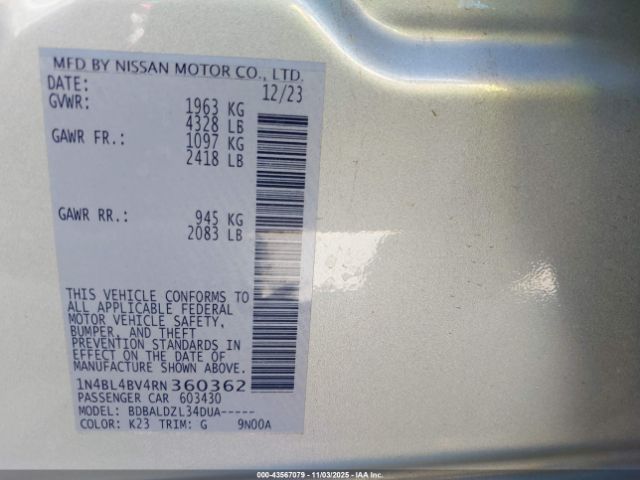 MFD BY NISSAN MOTOR CO., LTD.
DATE: 12/23
GVWR: 1963 KG
4328 LB
GAWR FR.: 1097 KG
2418 LB
GAWR RR.: 945 KG
2083 LB
THIS VEHICLE CONFORMS TO
ALL APPLICABLE FEDERAL
MOTOR VEHICLE SAFETY,
BUMPER, AND THEFT
PREVENTION STANDARDS IN
EFFECT ON THE DATE OF
MANUFACTURE SHOWN ABOVE.
1N4BL4BV4RN360362
PASSENGER CAR 603430
MODEL: BDBALDZL34DUA-----
COLOR: K23 TRIM: G 9N00A
000-43567079 - 11/03/2025 - IAA Inc.